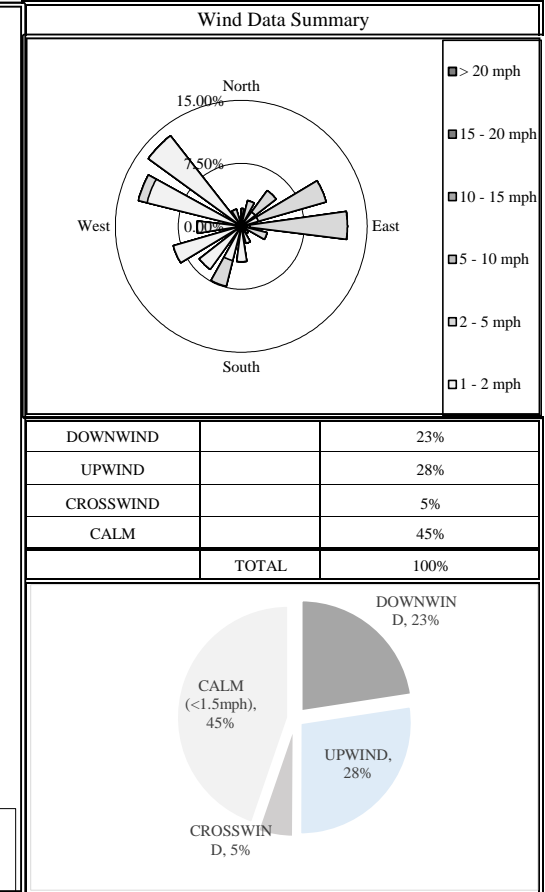 Wind Data Summary
North
15.00%
7.50%
West
0.00%
East
South
> 20 mph
15 - 20 mph
10 - 15 mph
5 - 10 mph
2 - 5 mph
1 - 2 mph
DOWNWIND 23%
UPWIND 28%
CROSSWIND 5%
CALM 45%
TOTAL 100%
DOWNWIN
D, 23%
CALM
(<1.5mph),
45%
UPWIND,
28%
CROSSWIN
D, 5%